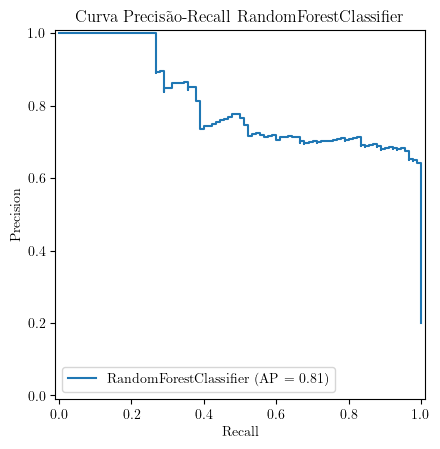 Curva Precisão-Recall RandomForestClassifier
1.0
0.8
0.6
0.4
0.2
0.0
Precision
RandomForestClassifier (AP = 0.81)
0.0 0.2 0.4 0.6 0.8 1.0
Recall